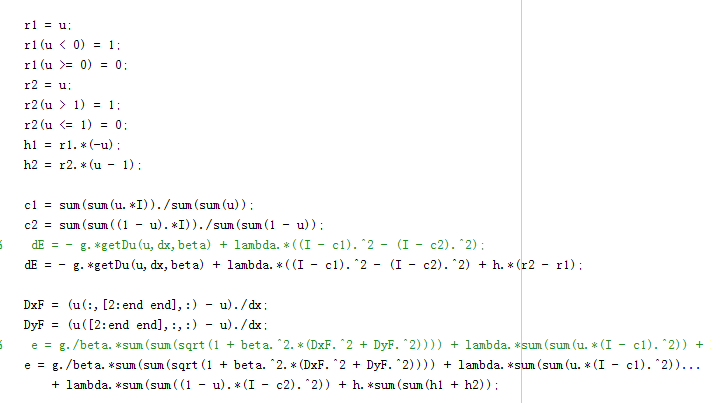 r1 = u;
r1(u < 0) = 1;
r1(u >= 0) = 0;
r2 = u;
r2(u > 1) = 1;
r2(u <= 1) = 0;
h1 = r1.*(-u);
h2 = r2.*(u - 1);
c1 = sum(sum(u.*I))./sum(sum(u));
c2 = sum(sum((1 - u).*I))./sum(sum(1 - u));
% dE = - g.*getDu(u,dx,beta) + lambda.*((I - c1).^2 - (I - c2).^2);
dE = - g.*getDu(u,dx,beta) + lambda.*((I - c1).^2 - (I - c2).^2) + h.*(r2 - r1);
DxF = (u(:,[2:end end],:) - u)./dx;
DyF = (u([2:end end],:,:) - u)./dx;
% e = g./beta.*sum(sum(sqrt(1 + beta.^2.*(DxF.^2 + DyF.^2)))) + lambda.*sum(sum(u.*(I - c1).^2)) +
e = g./beta.*sum(sum(sqrt(1 + beta.^2.*(DxF.^2 + DyF.^2)))) + lambda.*sum(sum(u.*(I - c1).^2))...
+ lambda.*sum(sum((1 - u).*(I - c2).^2)) + h.*sum(sum(h1 + h2));